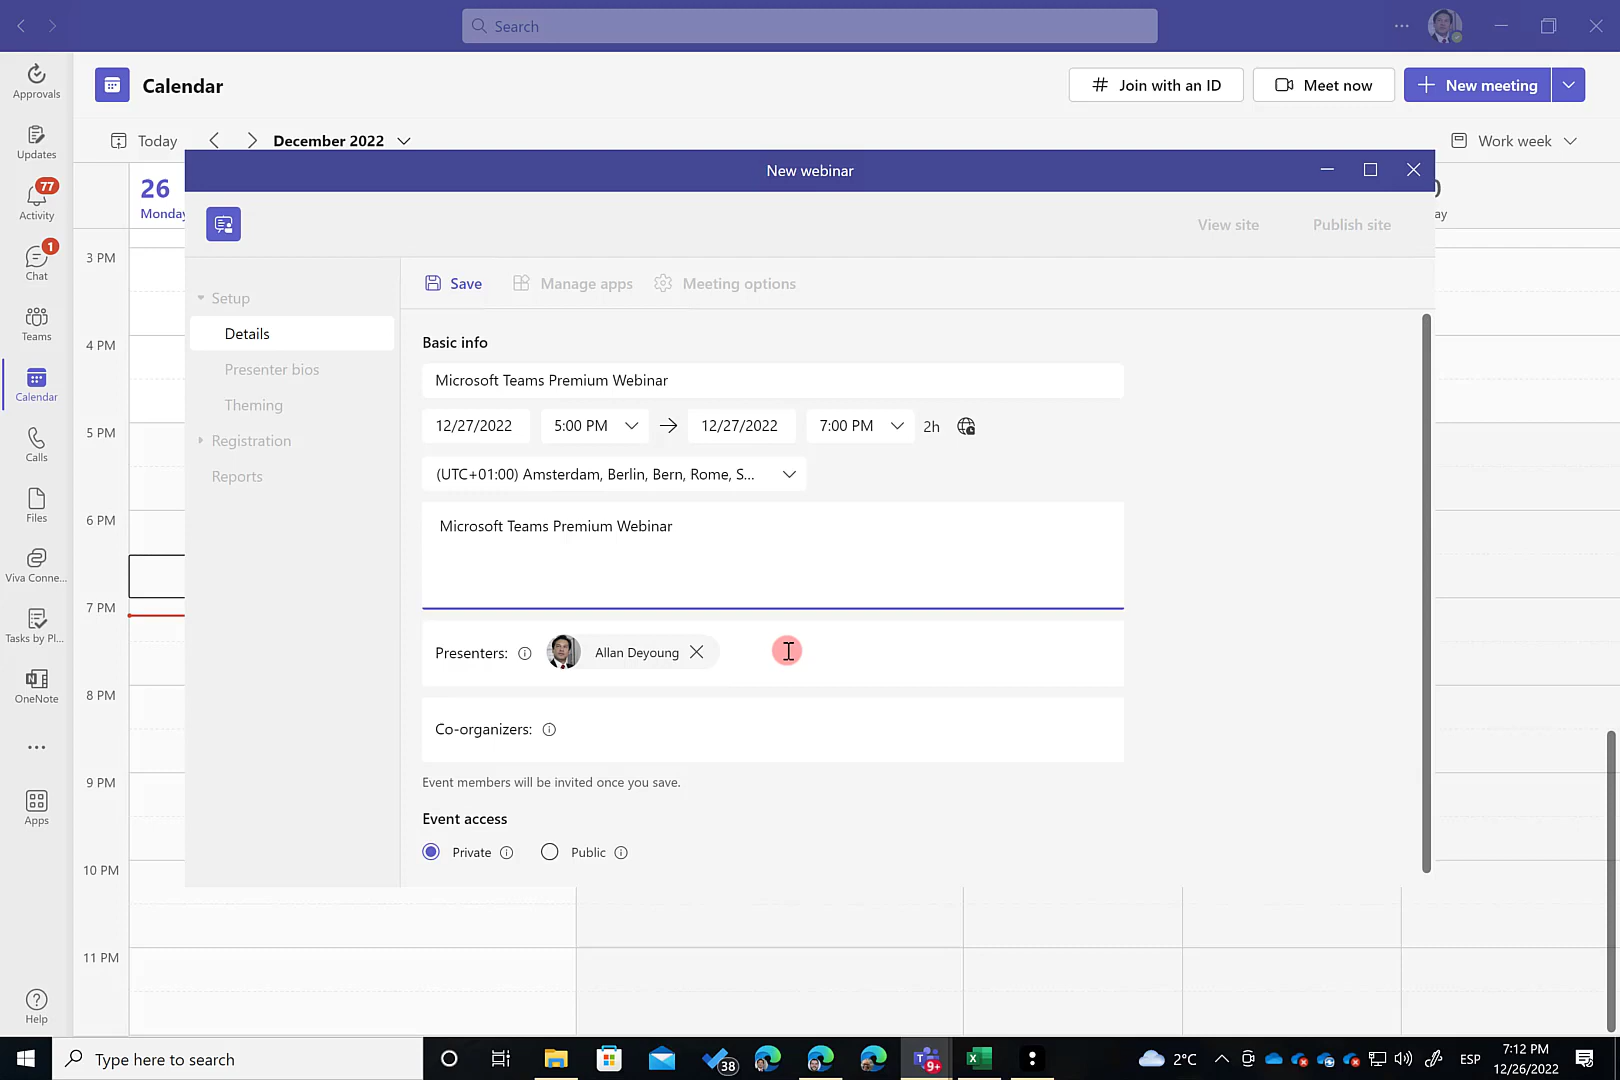 Search
Approvals
Updates
77
Activity
1
Chat
Teams
Calendar
Calls
Files
Viva Conne...
Tasks by Pl...
OneNote
Apps
Help
Calendar
Join with an ID
Meet now
New meeting
Today
December 2022
Work week
26
Monday
ay
3 PM
4 PM
5 PM
6 PM
7 PM
8 PM
9 PM
10 PM
11 PM
New webinar
View site
Publish site
Setup
Details
Presenter bios
Theming
Registration
Reports
Save
Manage apps
Meeting options
Basic info
Microsoft Teams Premium Webinar
12/27/2022 5:00 PM → 12/27/2022 7:00 PM 2h
(UTC+01:00) Amsterdam, Berlin, Bern, Rome, S...
Microsoft Teams Premium Webinar
Presenters: Allan Deyoung
Co-organizers:
Event members will be invited once you save.
Event access
Private Public
Type here to search
38
9+
2°C
ESP
7:12 PM
12/26/2022